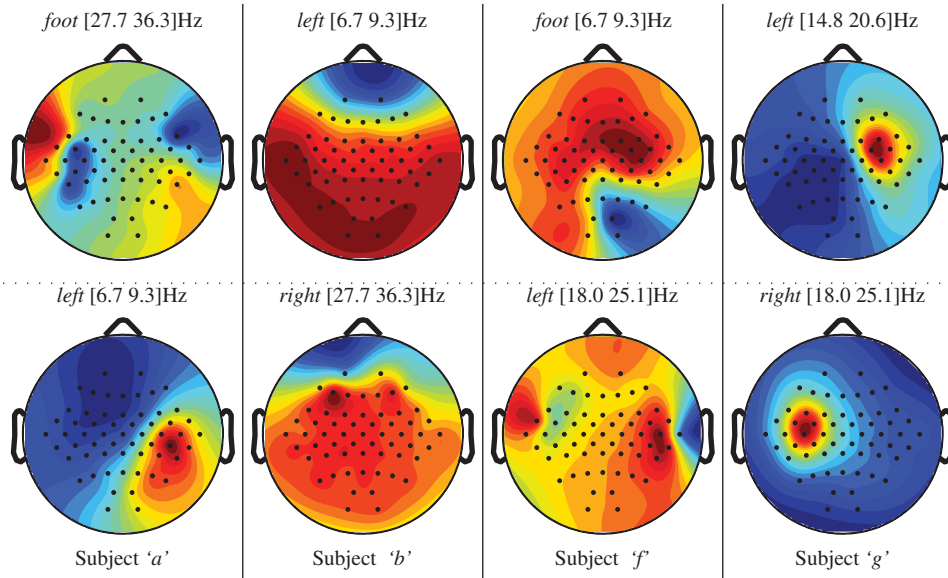 foot [27.7 36.3]Hz
left [6.7 9.3]Hz
foot [6.7 9.3]Hz
left [14.8 20.6]Hz
left [6.7 9.3]Hz
right [27.7 36.3]Hz
left [18.0 25.1]Hz
right [18.0 25.1]Hz
Subject ‘a’
Subject ‘b’
Subject ‘f’
Subject ‘g’